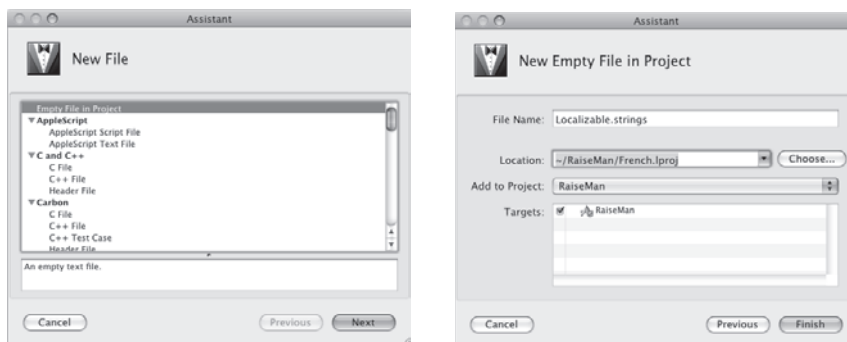 Assistant
New File
Empty File in Project
AppleScript
AppleScript Script File
AppleScript Text File
C and C++
C File
C++ File
Header File
Carbon
C File
C++ File
C++ Test Case
Header File
An empty text file.
Cancel
Previous
Next
Assistant
New Empty File in Project
File Name: Localizable.strings
Location: ~/RaiseMan/French.lproj Choose...
Add to Project: RaiseMan
Targets: RaiseMan
Cancel
Previous
Finish